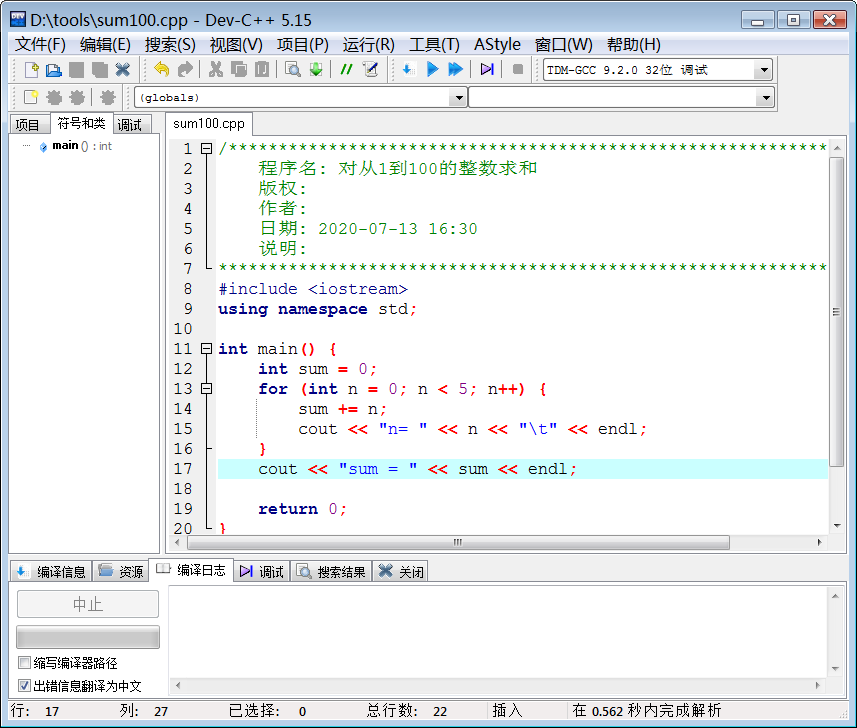 D:\tools\sum100.cpp - Dev-C++ 5.15
文件(F) 编辑(E) 搜索(S) 视图(V) 项目(P) 运行(R) 工具(T) AStyle 窗口(W) 帮助(H)
TDM-GCC 9.2.0 32位 调试
(globals)
项目 符号和类 调试 sum100.cpp
main () : int
1 /*************************************************************
2 程序名: 对从1到100的整数求和
3 版权:
4 作者:
5 日期: 2020-07-13 16:30
6 说明:
7 *************************************************************
8 #include <iostream>
9 using namespace std;
10
11 int main() {
12 int sum = 0;
13 for (int n = 0; n < 5; n++) {
14 sum += n;
15 cout << "n= " << n << "\t" << endl;
16 }
17 cout << "sum = " << sum << endl;
18
19 return 0;
20 }
编译信息 资源 编译日志 调试 搜索结果 关闭
中止
缩写编译器路径
出错信息翻译为中文
行: 17 列: 27 已选择: 0 总行数: 22 插入 在 0.562 秒内完成解析